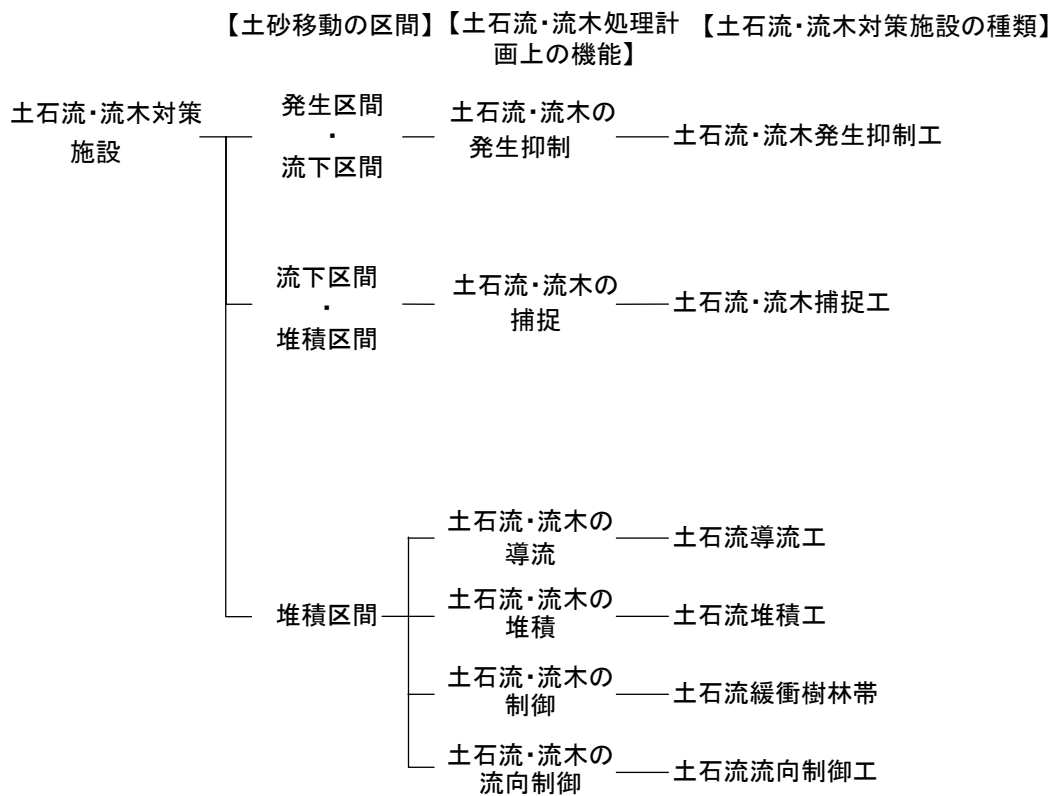 【土砂移動の区間】
【土石流・流木処理計
画上の機能】
【土石流・流木対策施設の種類】
土石流・流木対策
施設
発生区間
・
流下区間
土石流・流木の
発生抑制
土石流・流木発生抑制工
流下区間
・
堆積区間
土石流・流木の
捕捉
土石流・流木捕捉工
堆積区間
土石流・流木の
導流
土石流導流工
土石流・流木の
堆積
土石流堆積工
土石流・流木の
制御
土石流緩衝樹林帯
土石流・流木の
流向制御
土石流流向制御工